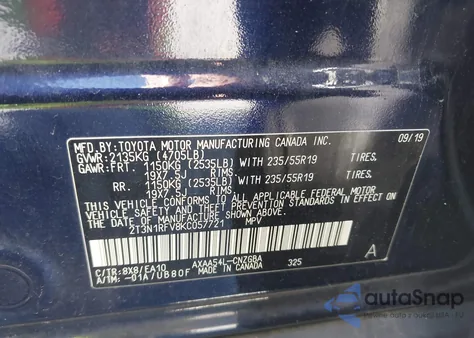 MFD.BY:TOYOTA MOTOR MANUFACTURING CANADA INC. 09/19
GVWR:2135KG (4705LB)
GAWR:FRT. 1150KG (2535LB) WITH 235/55R19 TIRES.
19X7.5J RIMS.
RR. 1150KG (2535LB) WITH 235/55R19 TIRES.
19X7.5J RIMS.
THIS VEHICLE CONFORMS TO ALL APPLICABLE FEDERAL MOTOR
VEHICLE SAFETY, BUMPER, AND THEFT
PREVENTION STANDARDS IN EFFECT ON
THE DATE OF MANUFACTURE SHOWN ABOVE.
2T3N1RFV8KC057721 MPV
A
C/TR:8X8/EA10 AXAA54L-CNZGBA
A/TM:-01A/UB80F MADE IN CANADA 325
autoSnap